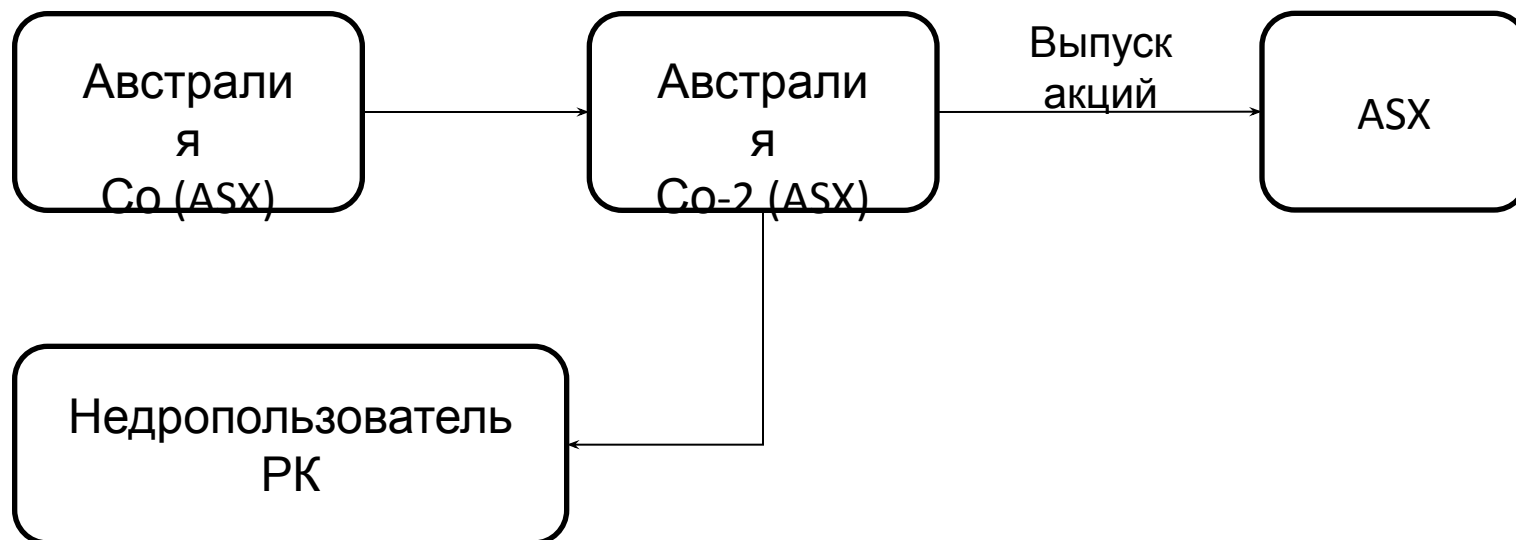 Австрали
я
Co (ASX)
Австрали
я
Co-2 (ASX)
Выпуск
акций
ASX
Недропользователь
РК